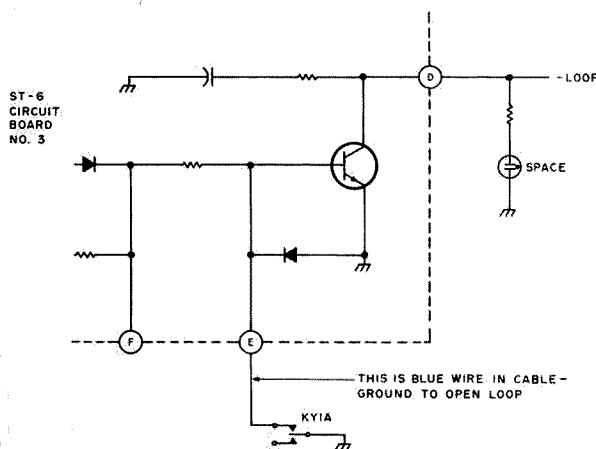 D
-LOOP
ST-6
CIRCUIT
BOARD
NO. 3
SPACE
F
E
THIS IS BLUE WIRE IN CABLE-
GROUND TO OPEN LOOP
KY1A